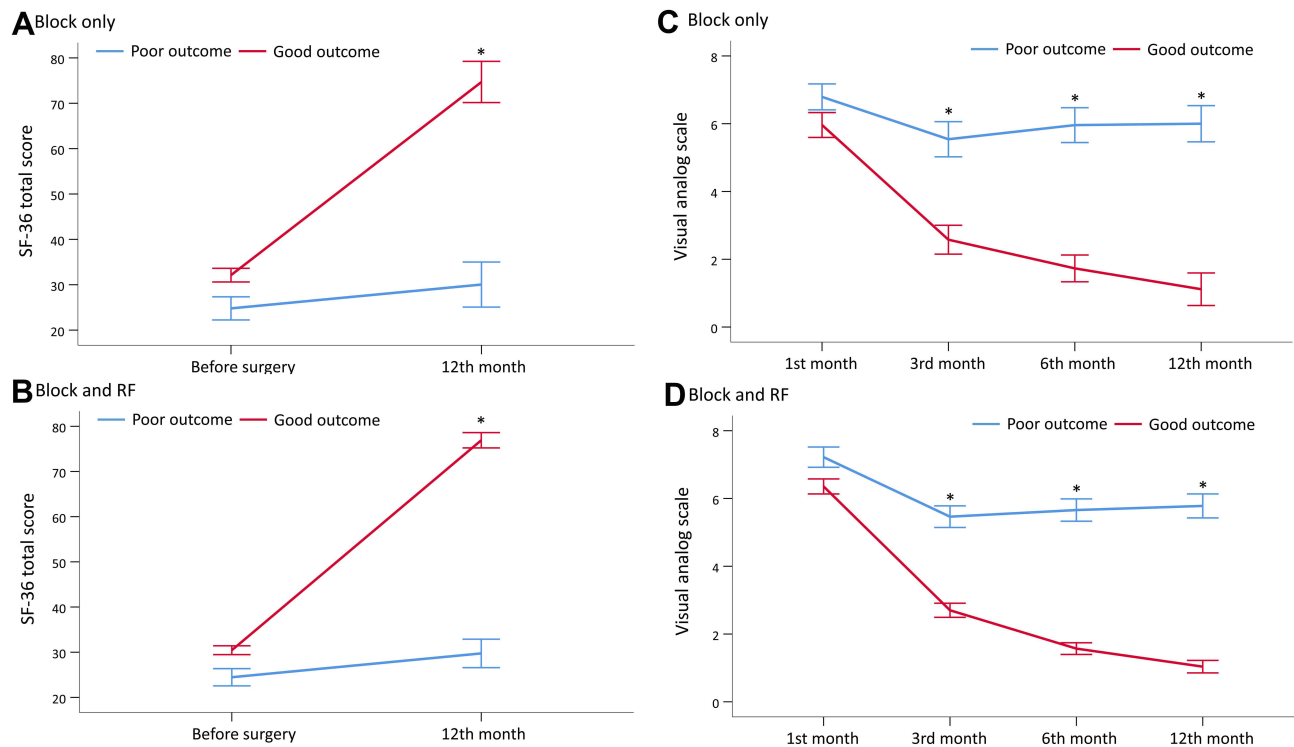 A Block only
Poor outcome Good outcome
*
80
70
60
50
40
30
20
SF-36 total score
Before surgery 12th month
B Block and RF
Poor outcome Good outcome
*
80
70
60
50
40
30
20
SF-36 total score
Before surgery 12th month
C Block only
Poor outcome Good outcome
* * *
8
6
4
2
0
Visual analog scale
1st month 3rd month 6th month 12th month
D Block and RF
Poor outcome Good outcome
* * *
8
6
4
2
0
Visual analog scale
1st month 3rd month 6th month 12th month